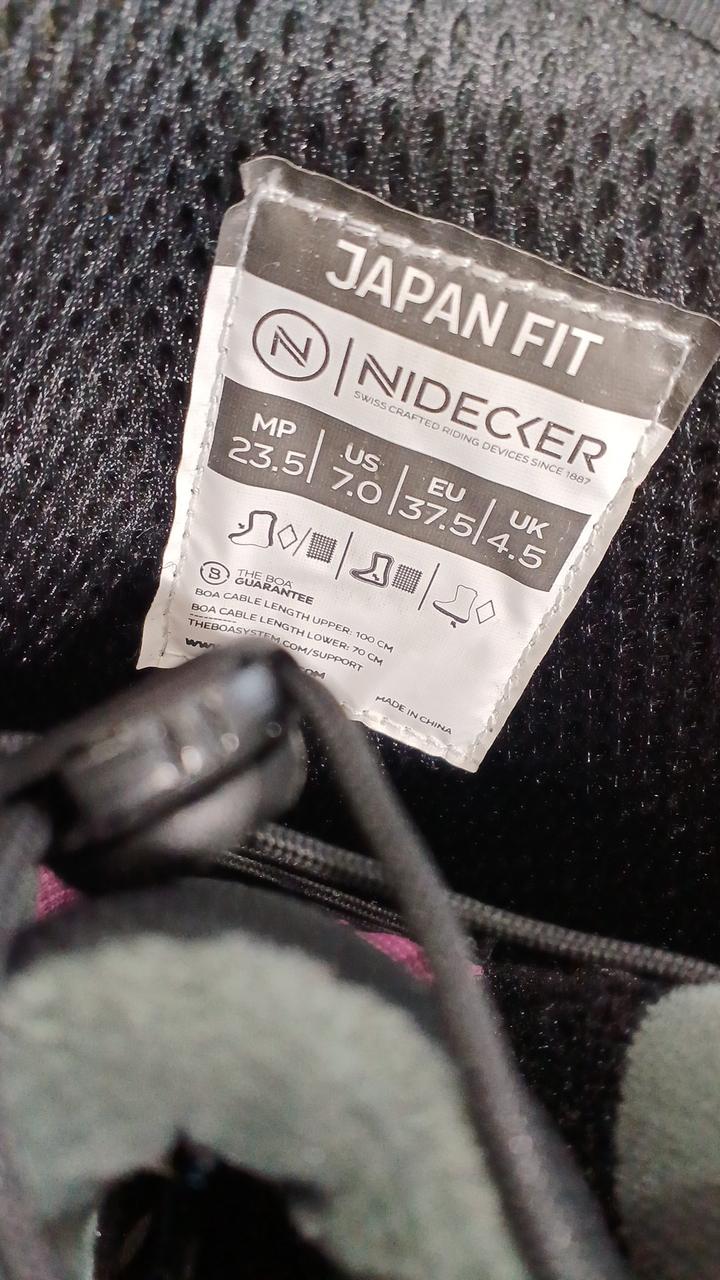 JAPAN FIT
N | NIDECKER
SWISS CRAFTED RIDING DEVICES SINCE 1887
MP | US | EU | UK
23.5 | 7.0 | 37.5 | 4.5
B THE BOA
GUARANTEE
BOA CABLE LENGTH UPPER: 100 CM
BOA CABLE LENGTH LOWER: 70 CM
THEBOASYSTEM.COM/SUPPORT
MADE IN CHINA